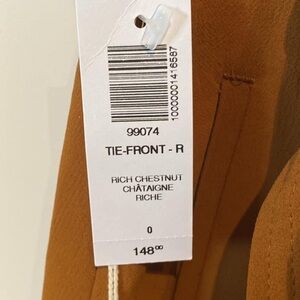 10000001416587
99074
TIE-FRONT - R
RICH CHESTNUT
CHÂTAIGNE
RICHE
0
148⁰⁰